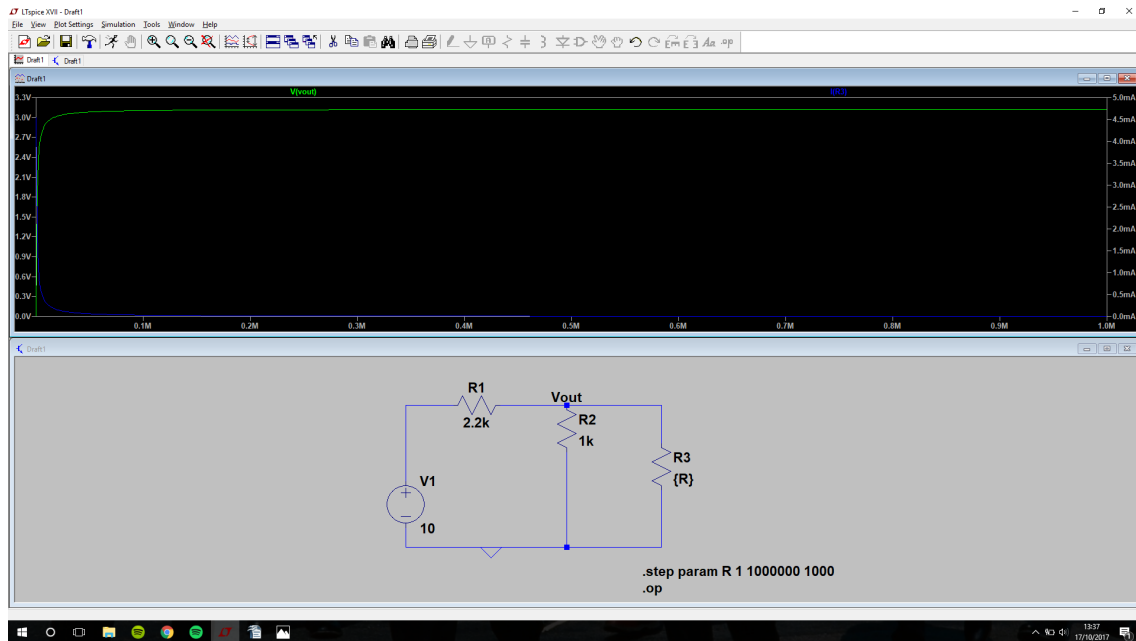 LTspice XVII - Draft1
File View Plot Settings Simulation Tools Window Help
Draft1 Draft1
Draft1
V(vout) I(R3)
3.3V 5.0mA
3.0V 4.5mA
2.7V
2.4V 4.0mA
2.1V 3.5mA
1.8V 3.0mA
1.5V 2.5mA
1.2V 2.0mA
0.9V 1.5mA
0.6V 1.0mA
0.3V 0.5mA
0.0V 0.0mA
0.1M 0.2M 0.3M 0.4M 0.5M 0.6M 0.7M 0.8M 0.9M 1.0M
Draft1
R1
2.2k
Vout
R2
1k
R3
{R}
V1
10
.step param R 1 1000000 1000
.op
13:37
17/10/2017